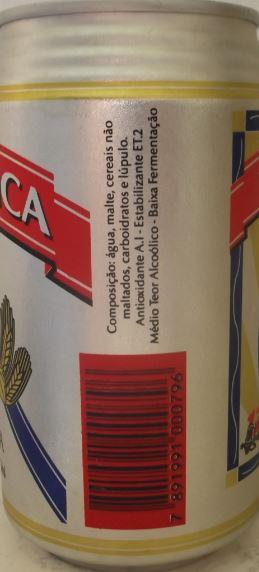 CA
Composição: água, malte, cereais não
maltados, carboidratos e lúpulo.
Antioxidante A.I - Estabilizante ET.2
Médio Teor Alcoólico - Baixa Fermentação
7 891991 000796